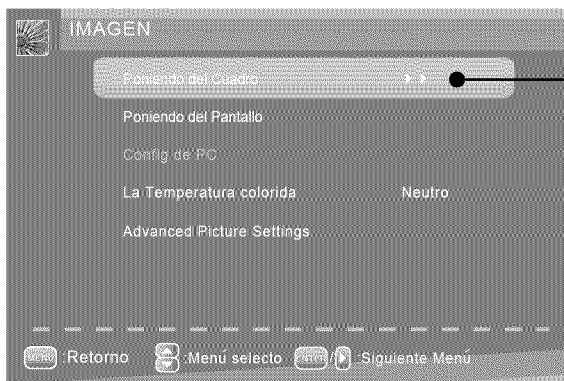 IMAGEN
Poniendo del Cuadro
Poniendo del Pantallo
Config de PC
La Temperatura colorida Neutro
Advanced Picture Settings
MENU :Retorno :Menú selecto ENTER / :Siguiente Menú